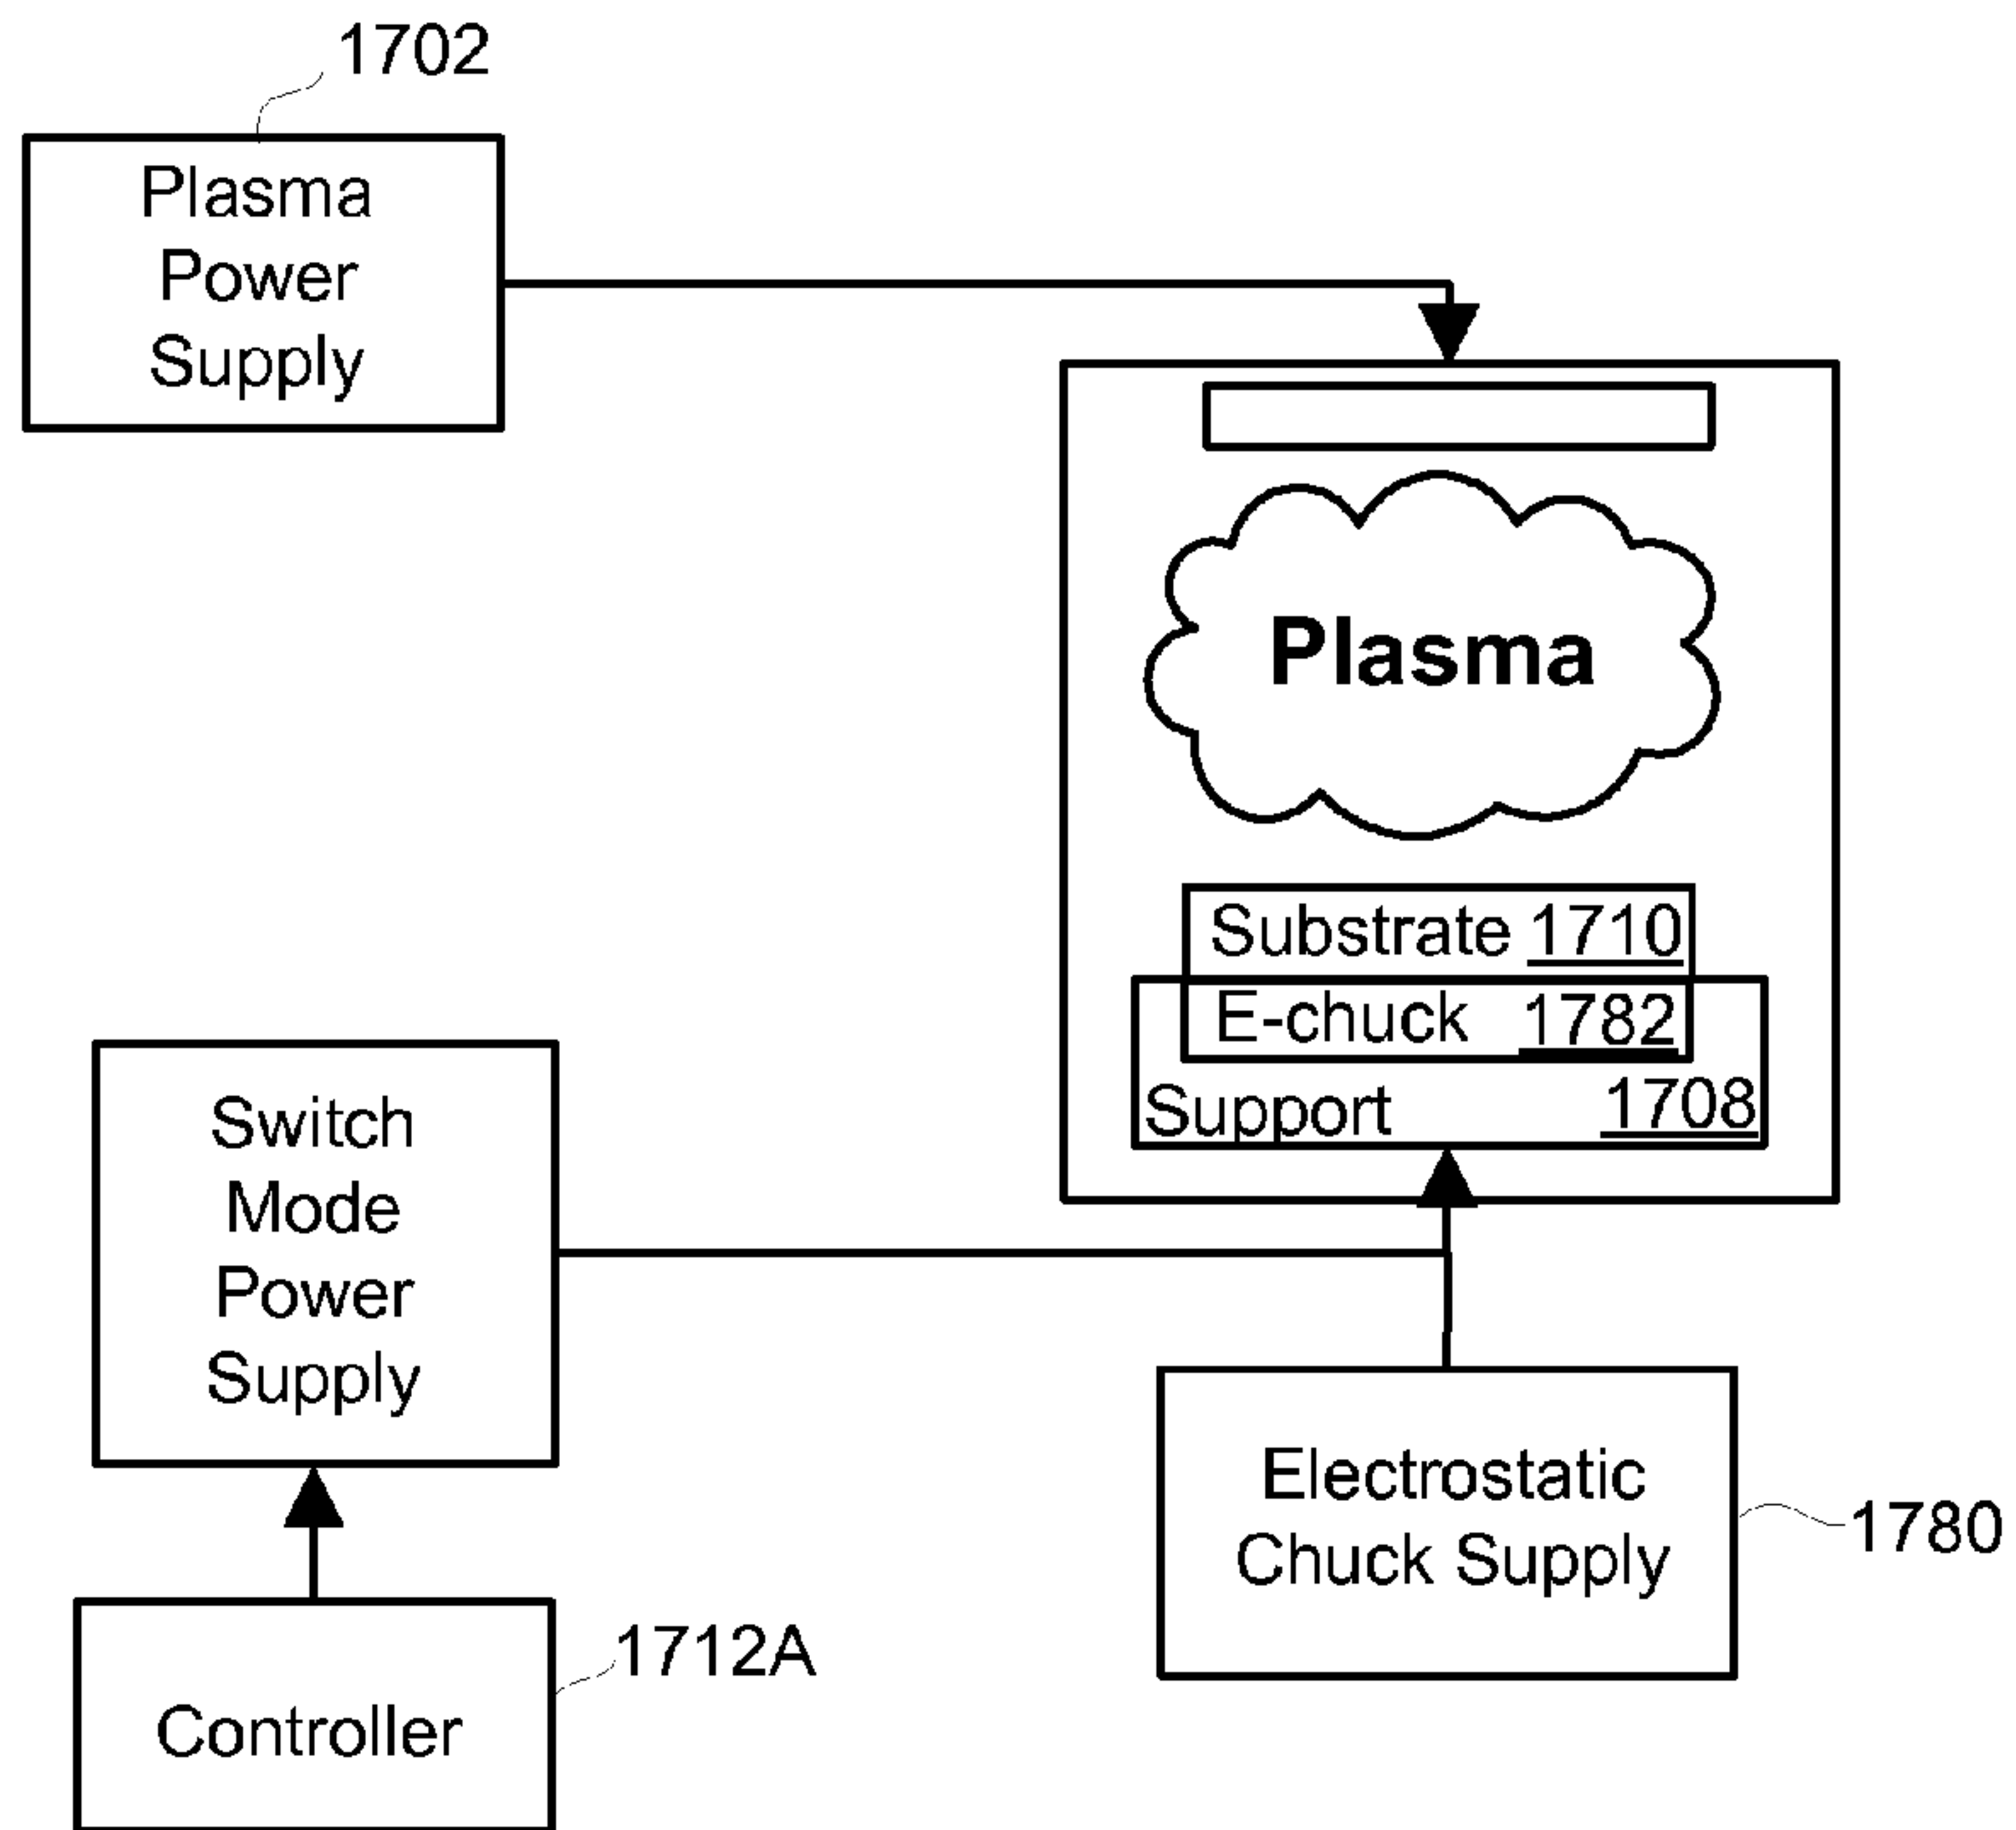 1702
Plasma
Power
Supply
Plasma
Substrate 1710
E-chuck 1782
Support 1708
Switch
Mode
Power
Supply
Electrostatic
Chuck Supply
1780
1712A
Controller